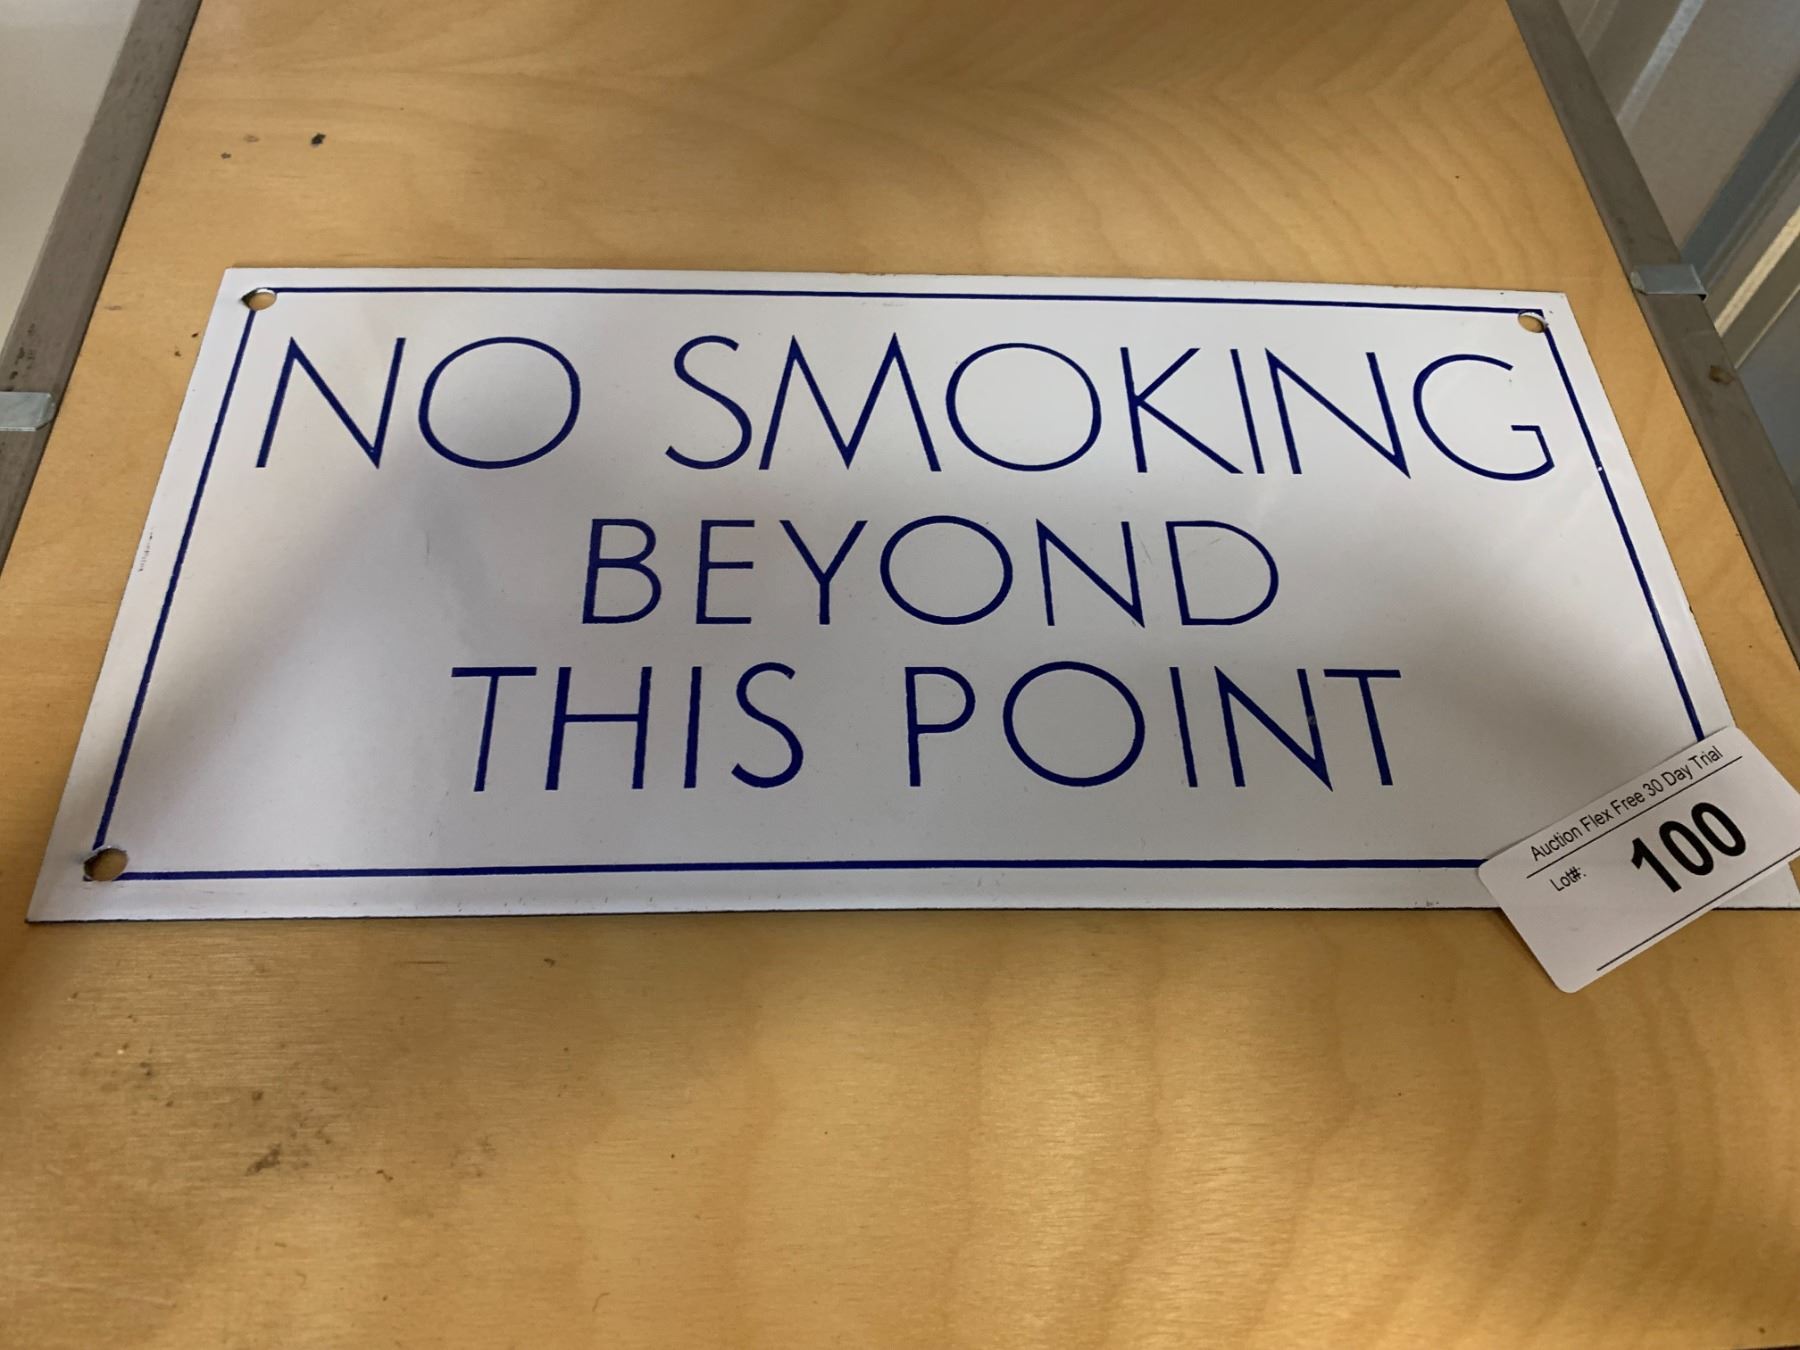 NO SMOKING
BEYOND
THIS POINT
Auction Flex Free 30 Day Trial
Lot#:
100